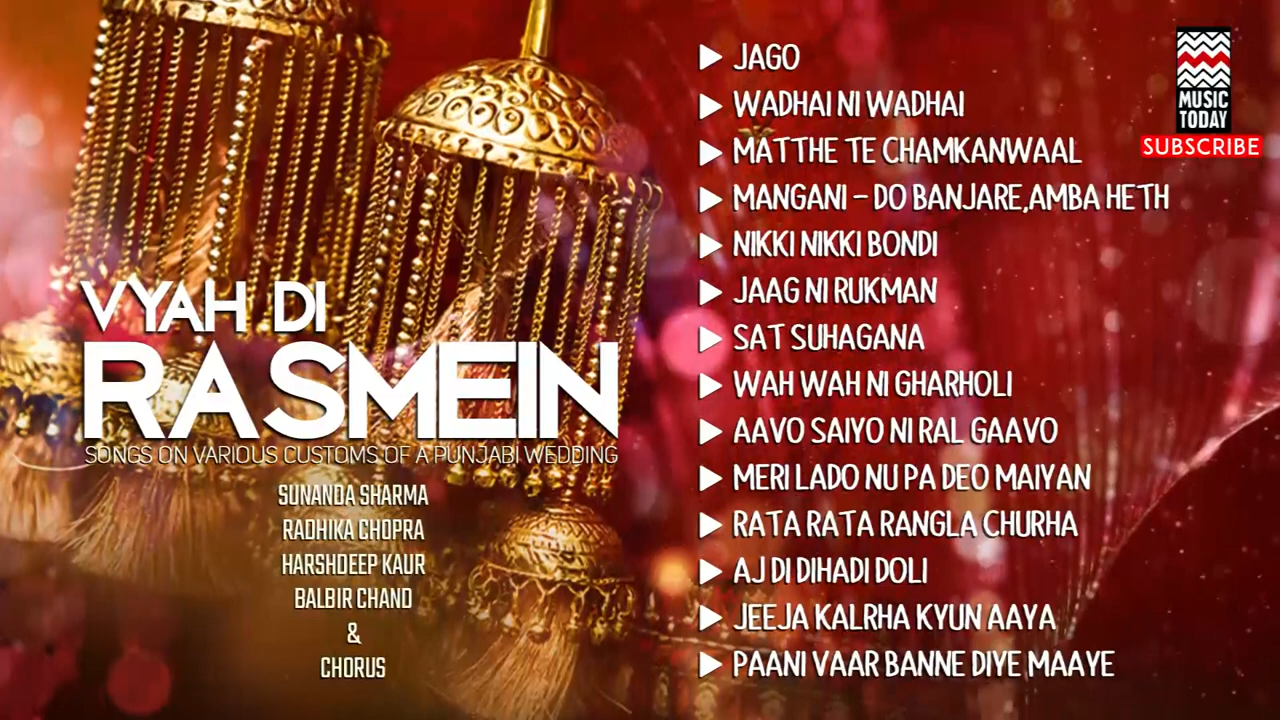 VYAH DI
RASMEIN
SONGS ON VARIOUS CUSTOMS OF A PUNJABI WEDDING
SUNANDA SHARMA
RADHIKA CHOPRA
HARSHDEEP KAUR
BALBIR CHAND
&
CHORUS
JAGO
WADHAI NI WADHAI
MATTHE TE CHAMKANWAAL
MANGANI - DO BANJARE,AMBA HETH
NIKKI NIKKI BONDI
JAAG NI RUKMAN
SAT SUHAGANA
WAH WAH NI GHARHOLI
AAVO SAIYO NI RAL GAAVO
MERI LADO NU PA DEO MAIYAN
RATA RATA RANGLA CHURHA
AJ DI DIHADI DOLI
JEEJA KALRHA KYUN AAYA
PAANI VAAR BANNE DIYE MAAYE
MUSIC
TODAY
SUBSCRIBE